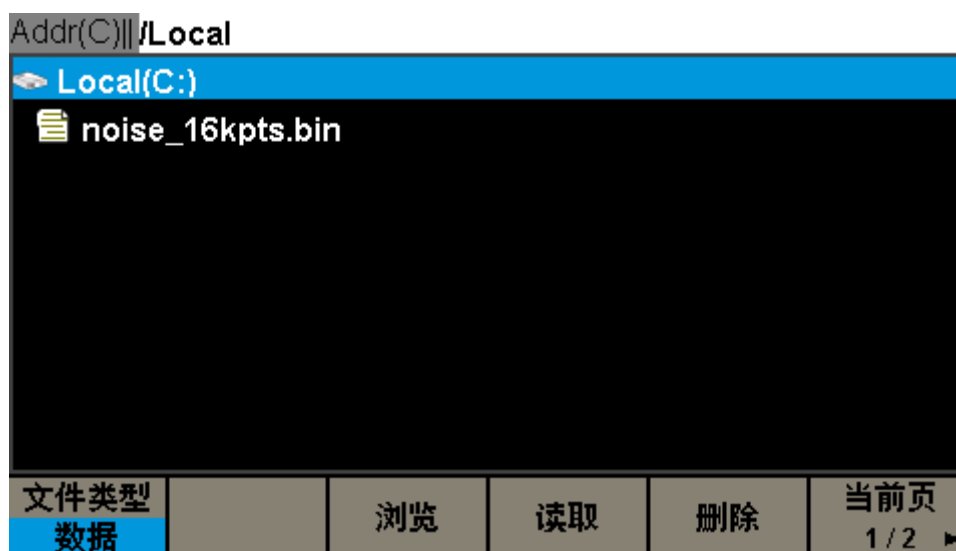 Addr(C)|| /Local
Local(C:)
noise_16kpts.bin
文件类型
数据
浏览
读取
删除
当前页
1/2